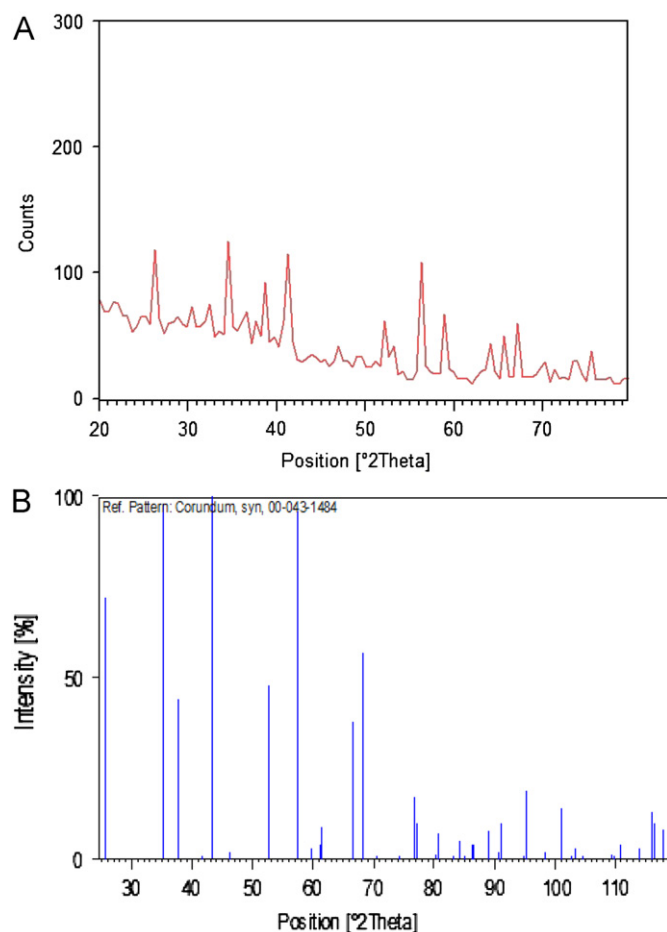 A
300
200
Counts
100
0
20 30 40 50 60 70
Position [°2Theta]
B
100
Ref. Pattern: Corundum, syn, 00-043-1484
Intensity [%]
50
0
30 40 50 60 70 80 90 100 110
Position [°2Theta]